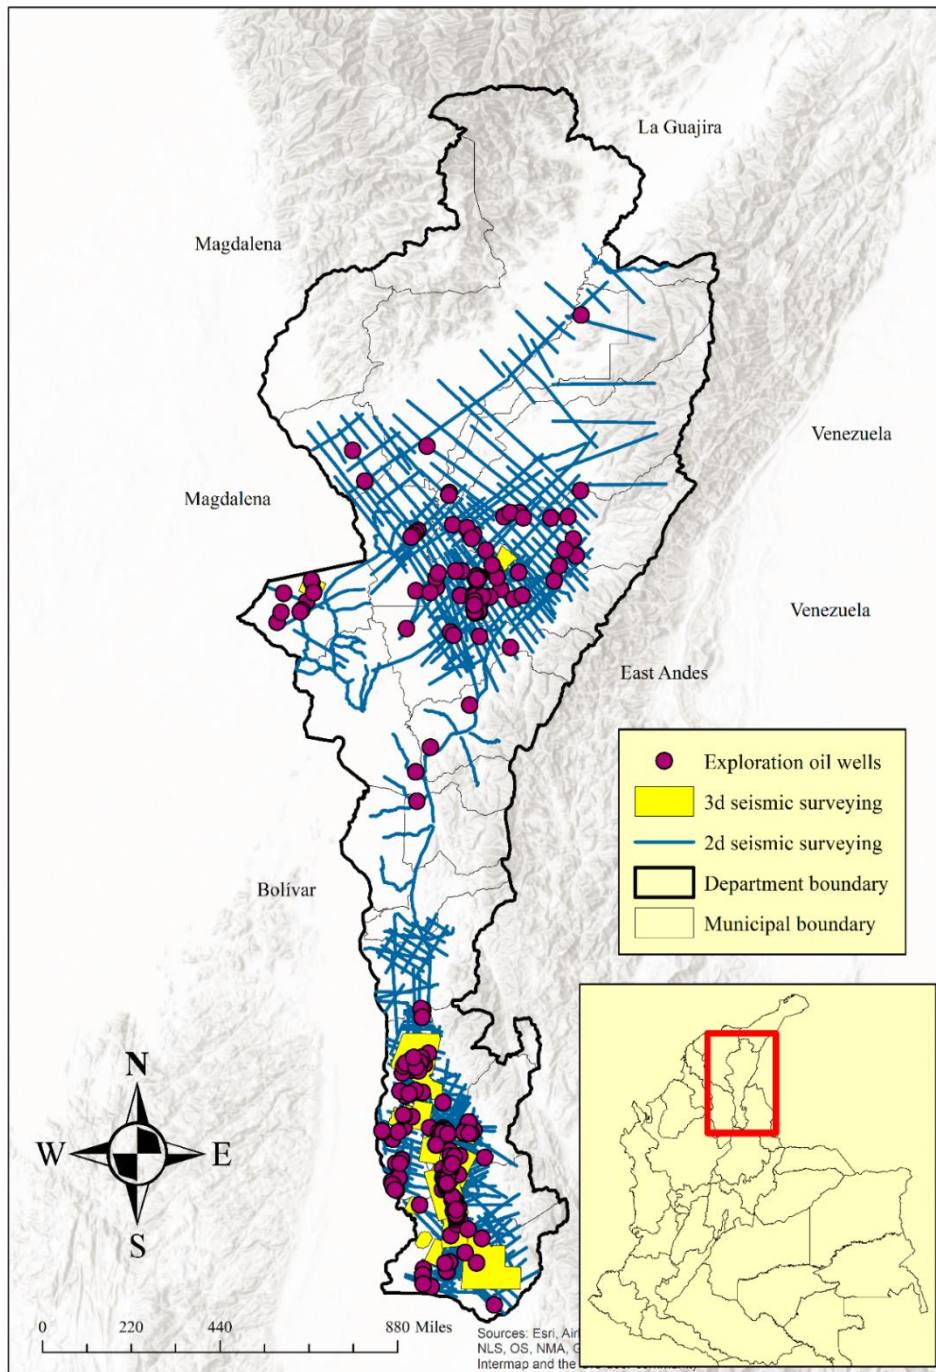 La Guajira
Magdalena
Venezuela
Magdalena
Venezuela
East Andes
Exploration oil wells
3d seismic surveying
2d seismic surveying
Department boundary
Municipal boundary
Bolívar
N
W E
S
0 220 440 880 Miles
Sources: Esri,
NLS, OS, NMA,
Intermap and the